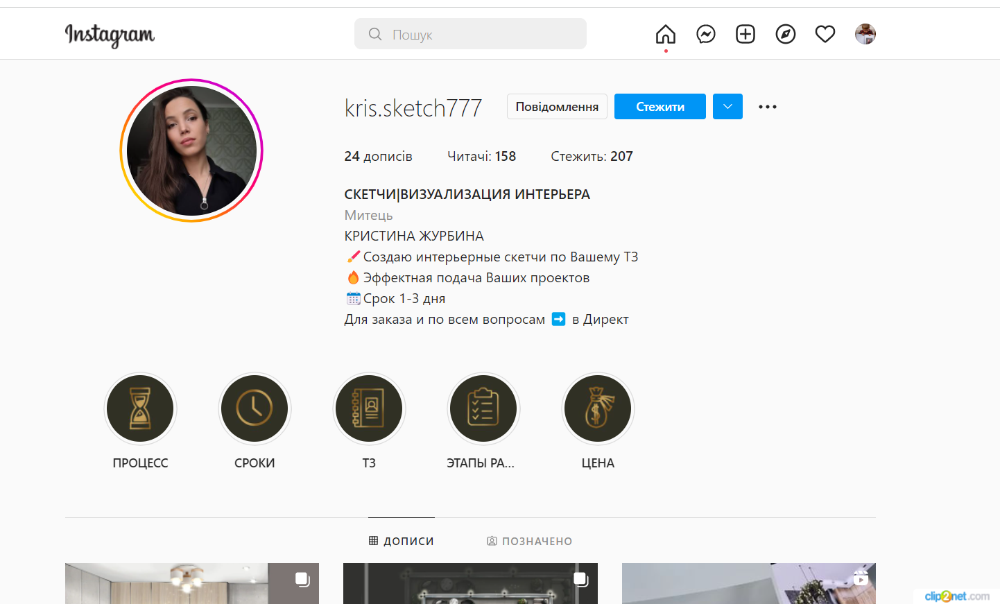 Instagram
Пошук
kris.sketch777
Повідомлення
Стежити
24 дописів
Читачі: 158
Стежить: 207
СКЕТЧИ|ВИЗУАЛИЗАЦИЯ ИНТЕРЬЕРА
Митець
КРИСТИНА ЖУРБИНА
🖌️Создаю интерьерные скетчи по Вашему ТЗ
🔥Эффектная подача Ваших проектов
🗓️Срок 1-3 дня
Для заказа и по всем вопросам ➡️ в Директ
ПРОЦЕСС
СРОКИ
ТЗ
ЭТАПЫ РА...
ЦЕНА
ДОПИСИ
ПОЗНАЧЕНО
clip2net.com